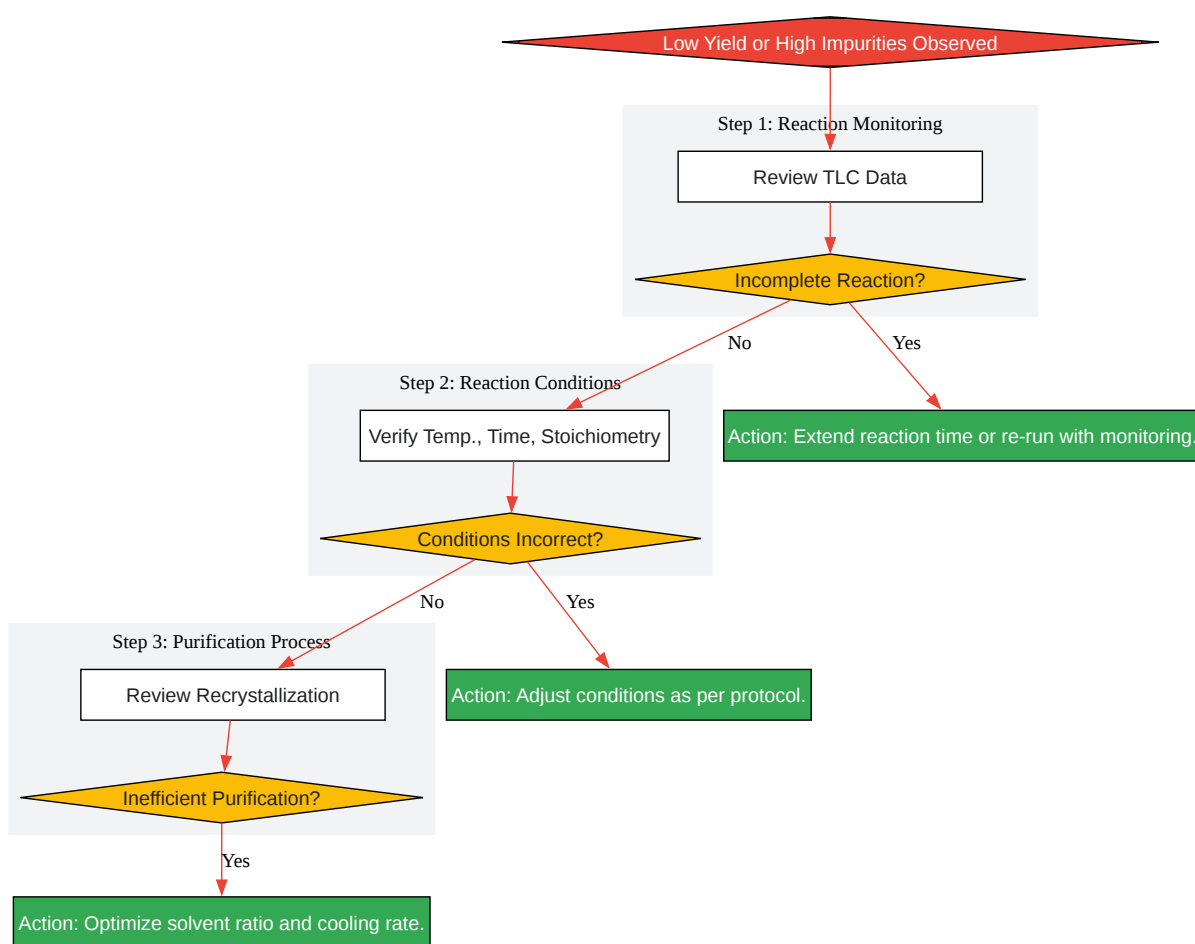 Low Yield or High Impurities Observed
Step 1: Reaction Monitoring
Review TLC Data
Incomplete Reaction?
No
Yes
Step 2: Reaction Conditions
Verify Temp., Time, Stoichiometry
Action: Extend reaction time or re-run with monitoring.
Conditions Incorrect?
No
Yes
Step 3: Purification Process
Review Recrystallization
Action: Adjust conditions as per protocol.
Inefficient Purification?
Yes
Action: Optimize solvent ratio and cooling rate.